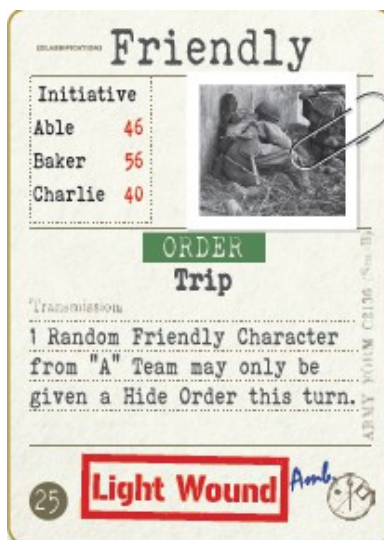 Friendly
Initiative
Able 46
Baker 56
Charlie 40
ORDER
Trip
Transmission
1 Random Friendly Character
from "A" Team may only be
given a Hide Order this turn.
25
Light Wound